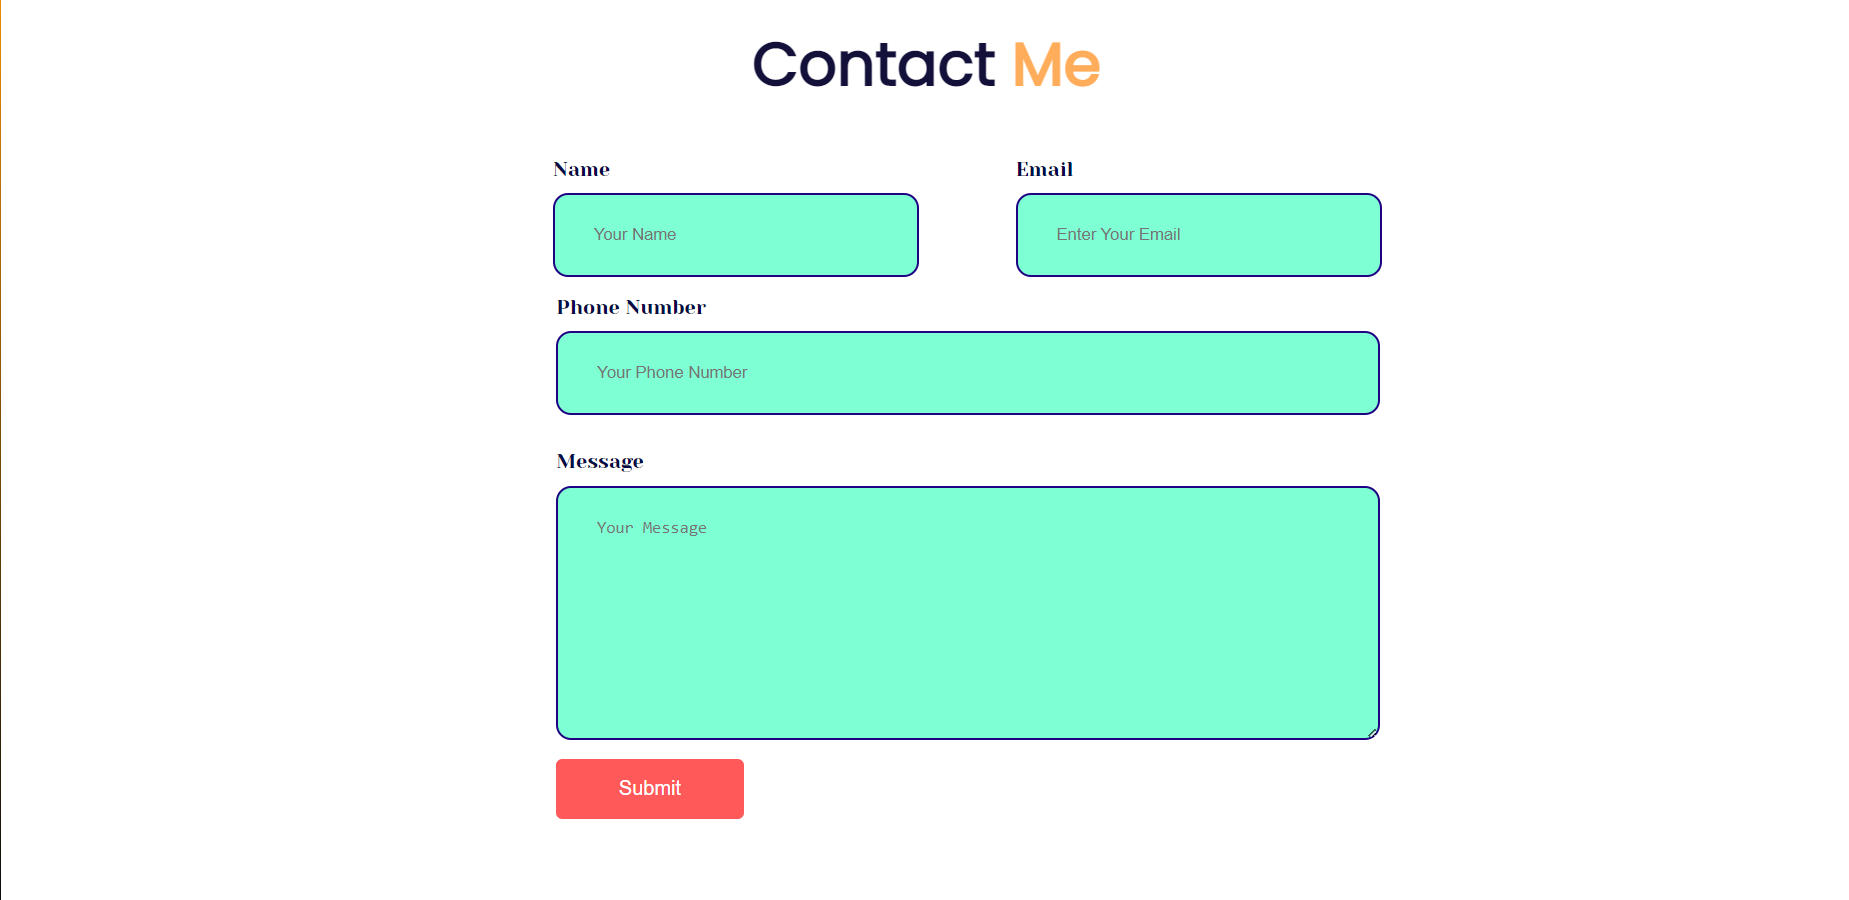 Contact Me
Name
Email
Your Name
Enter Your Email
Phone Number
Your Phone Number
Message
Your Message
Submit